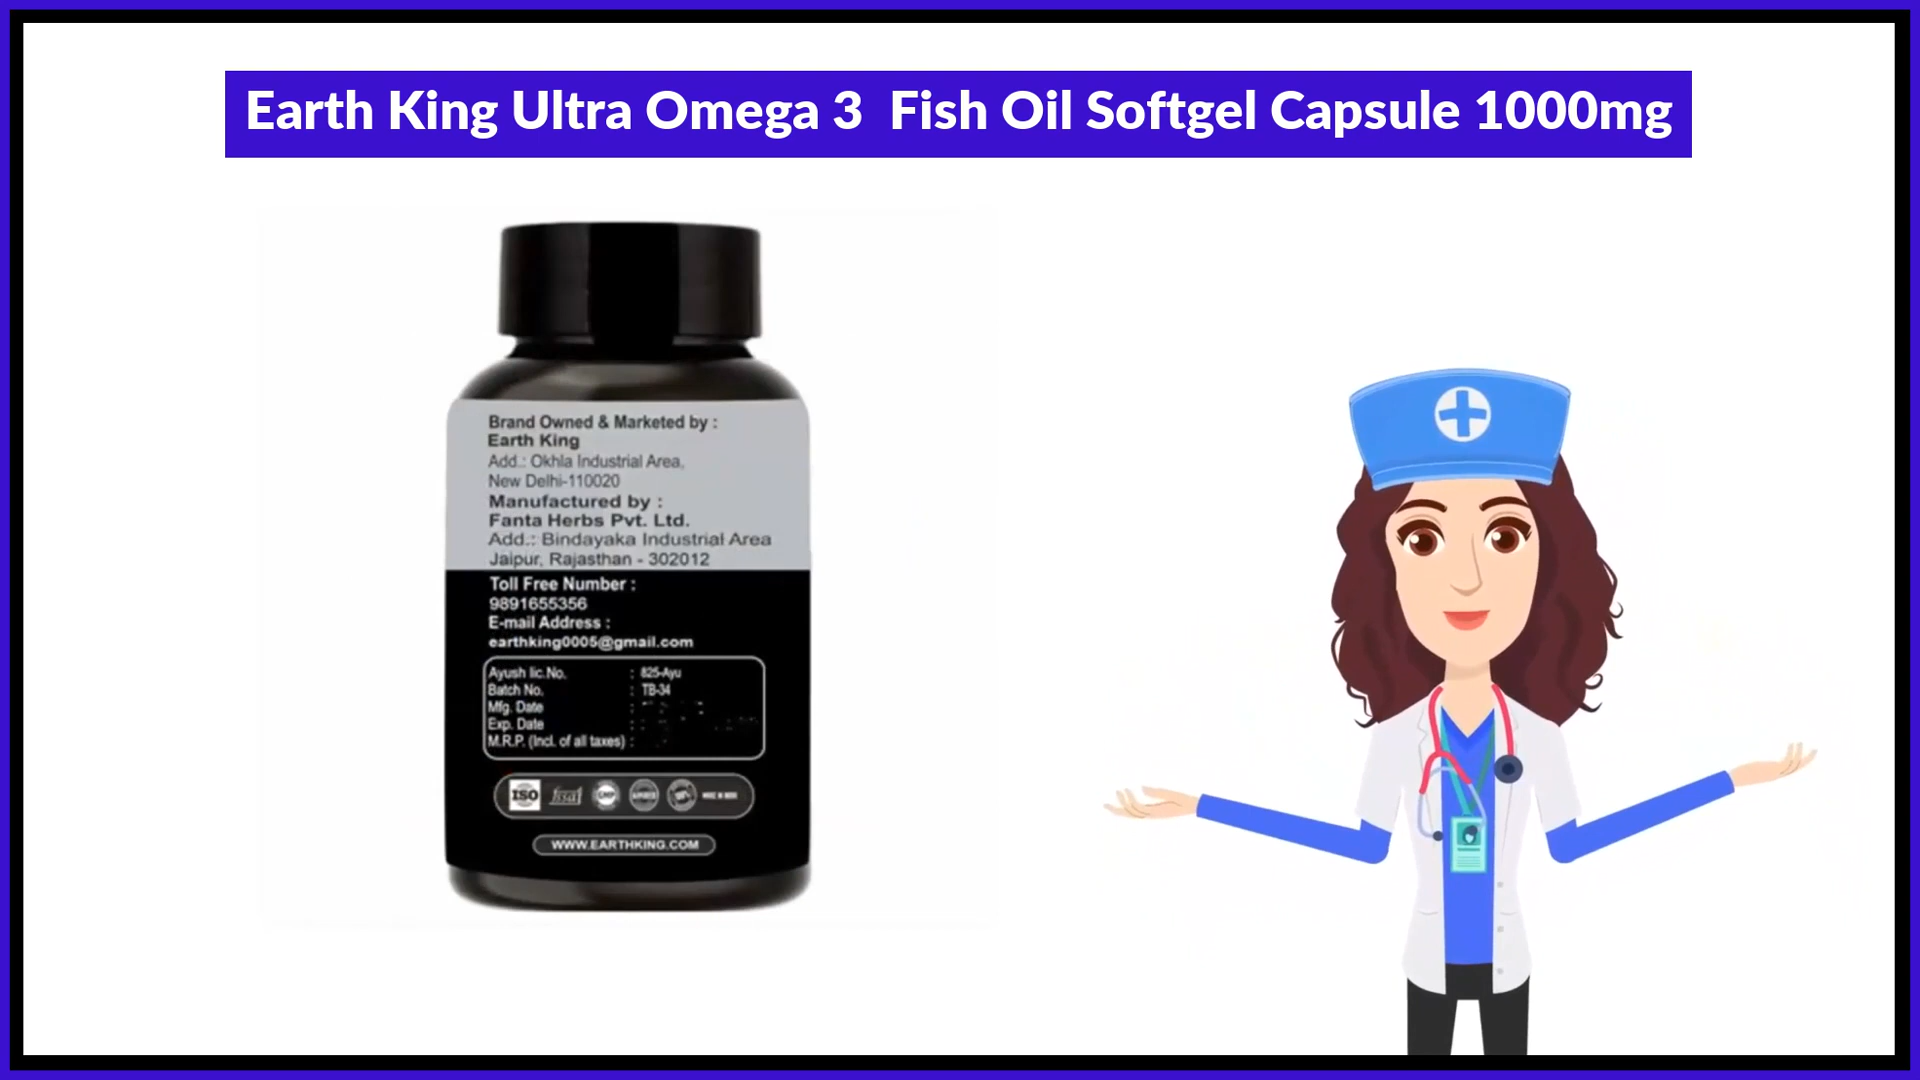 Earth King Ultra Omega 3 Fish Oil Softgel Capsule 1000mg
Brand Owned & Marketed by :
Earth King
Add.: Okhla Industrial Area,
New Delhi-110020
Manufactured by :
Fanta Herbs Pvt. Ltd.
Add.: Bindayaka Industrial Area
Jaipur, Rajasthan - 302012
Toll Free Number :
9891655356
E-mail Address :
earthking0005@gmail.com
Ayush lic.No. : 825-Ayu
Batch No. : TB-34
Mfg. Date :
Exp. Date :
M.R.P. (Incl. of all taxes) :
ISO fssai GMP
WWW.EARTHKING.COM